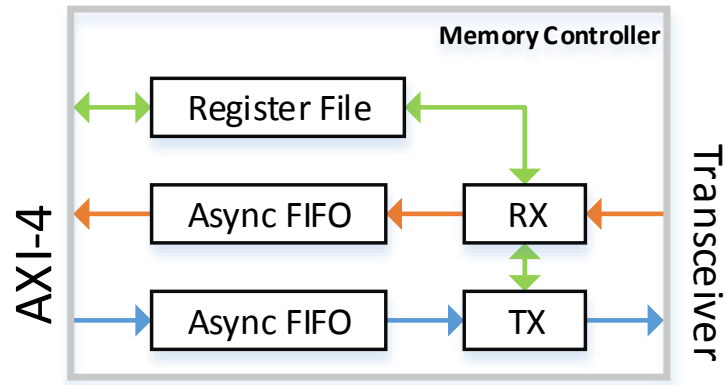 Memory Controller
Register File
AXI-4
Async FIFO
RX
Transceiver
Async FIFO
TX